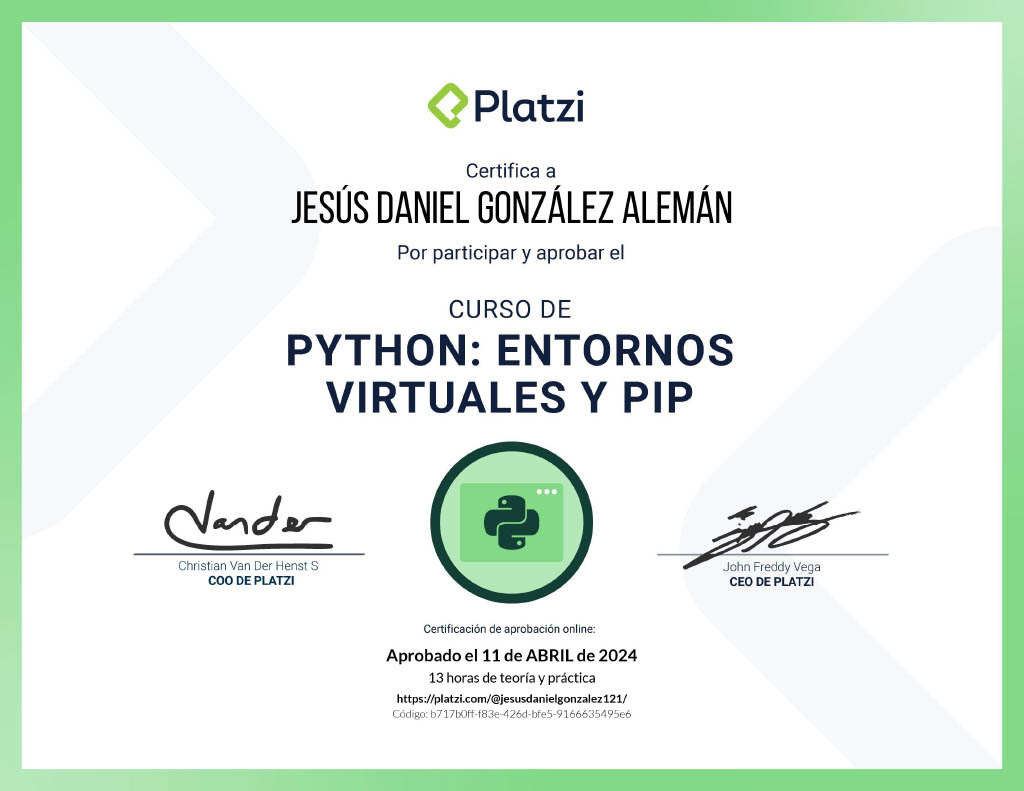 Platzi
Certifica a
JESÚS DANIEL GONZÁLEZ ALEMÁN
Por participar y aprobar el
CURSO DE
PYTHON: ENTORNOS
VIRTUALES Y PIP
Vander
Christian Van Der Henst S
COO DE PLATZI
John Freddy Vega
CEO DE PLATZI
Certificación de aprobación online:
Aprobado el 11 de ABRIL de 2024
13 horas de teoría y práctica
https://platzi.com/@jesusdanielgonzalez121/
Código: b717b0ff-f83e-426d-bfe5-9166635495e6